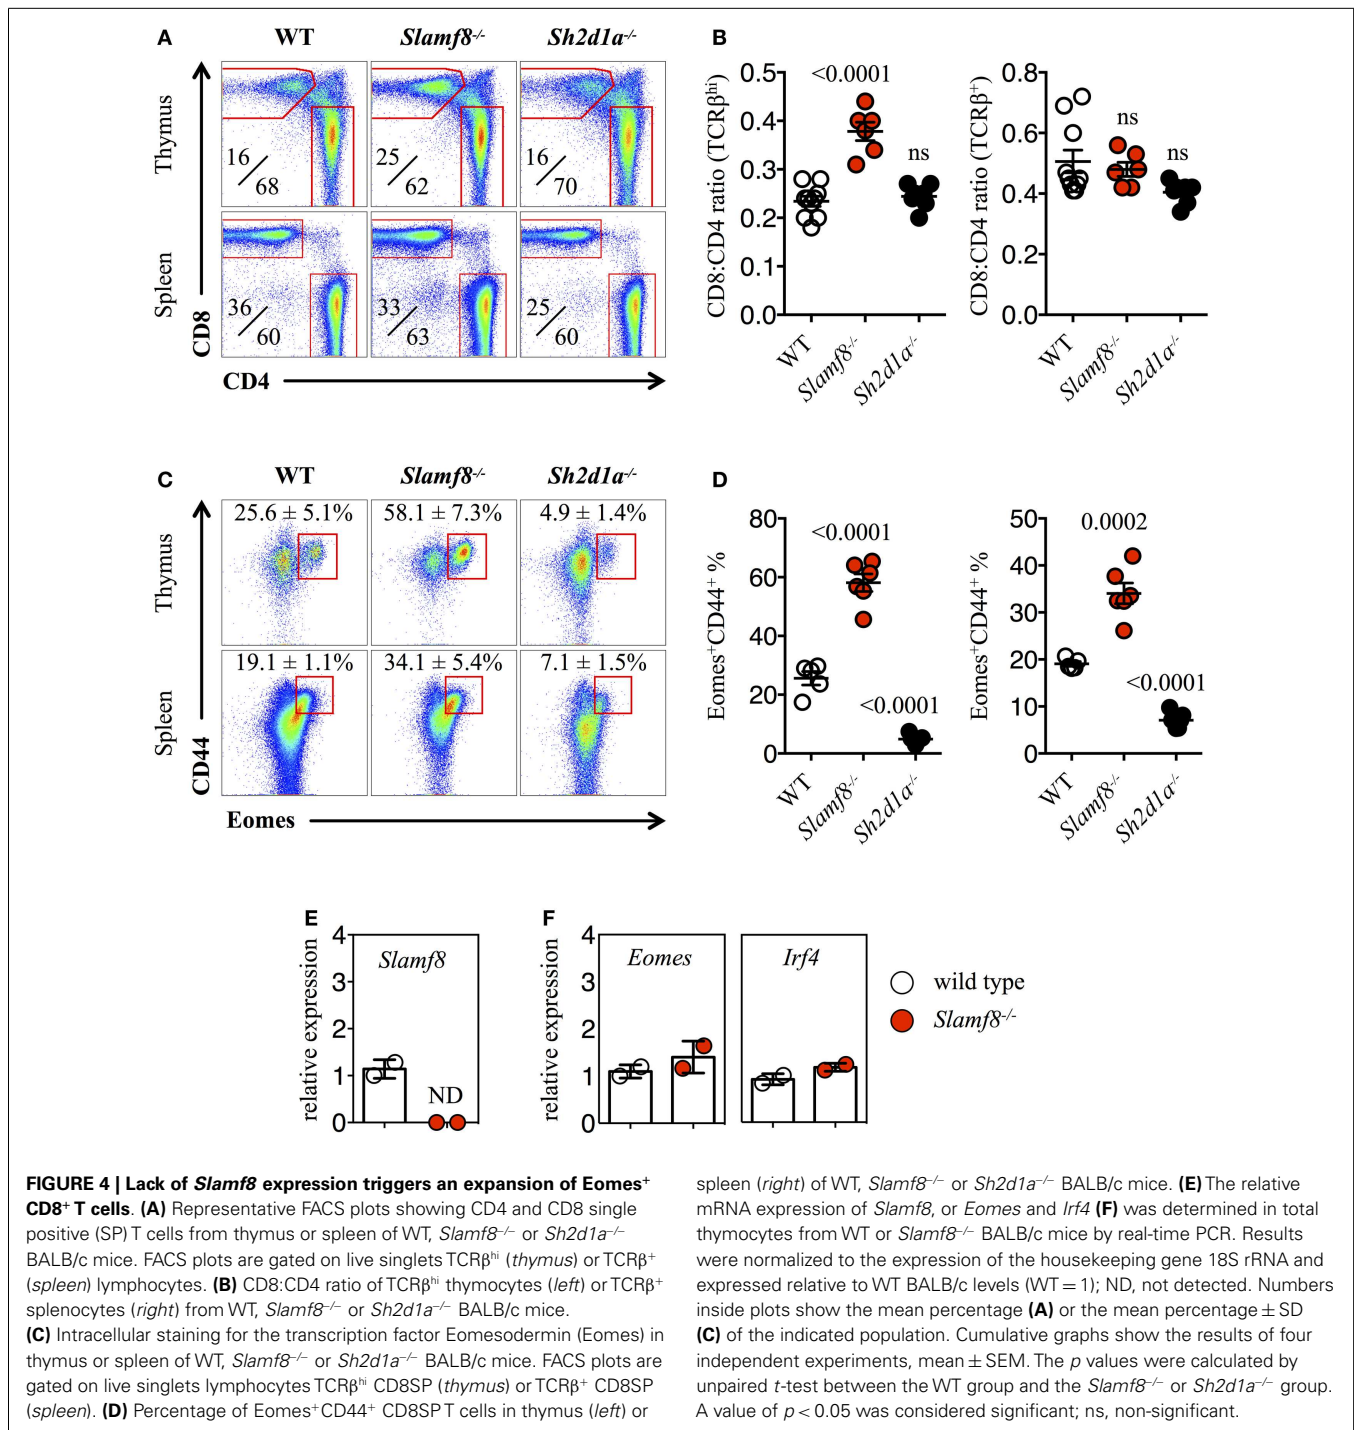 A
WT
Slamf8-/-
Sh2d1a-/-
Thymus
16
68
25
62
16
70
Spleen
36
60
33
63
25
60
CD8
CD4
B
CD8:CD4 ratio (TCRβhi)
0.5
0.4
0.3
0.2
0.1
0.0
<0.0001
ns
WT
Slamf8-/-
Sh2d1a-/-
CD8:CD4 ratio (TCRβ+)
0.8
0.6
0.4
0.2
0.0
ns
ns
WT
Slamf8-/-
Sh2d1a-/-
C
WT
Slamf8-/-
Sh2d1a-/-
Thymus
25.6 ± 5.1%
58.1 ± 7.3%
4.9 ± 1.4%
Spleen
19.1 ± 1.1%
34.1 ± 5.4%
7.1 ± 1.5%
CD44
Eomes
D
Eomes+CD44+ %
80
60
40
20
0
<0.0001
<0.0001
WT
Slamf8-/-
Sh2d1a-/-
Eomes+CD44+ %
50
40
30
20
10
0
0.0002
<0.0001
WT
Slamf8-/-
Sh2d1a-/-
E
relative expression
4
3
2
1
0
Slamf8
ND
F
relative expression
4
3
2
1
0
Eomes
Irf4
wild type
Slamf8-/-
FIGURE 4 | Lack of Slamf8 expression triggers an expansion of Eomes+
CD8+ T cells. (A) Representative FACS plots showing CD4 and CD8 single
positive (SP) T cells from thymus or spleen of WT, Slamf8−/− or Sh2d1a−/−
BALB/c mice. FACS plots are gated on live singlets TCRβhi (thymus) or TCRβ+
(spleen) lymphocytes. (B) CD8:CD4 ratio of TCRβhi thymocytes (left) or TCRβ+
splenocytes (right) from WT, Slamf8−/− or Sh2d1a−/− BALB/c mice.
(C) Intracellular staining for the transcription factor Eomesodermin (Eomes) in
thymus or spleen of WT, Slamf8−/− or Sh2d1a−/− BALB/c mice. FACS plots are
gated on live singlets lymphocytes TCRβhi CD8SP (thymus) or TCRβ+ CD8SP
(spleen). (D) Percentage of Eomes+CD44+ CD8SP T cells in thymus (left) or
spleen (right) of WT, Slamf8−/− or Sh2d1a−/− BALB/c mice. (E) The relative
mRNA expression of Slamf8, or Eomes and Irf4 (F) was determined in total
thymocytes from WT or Slamf8−/− BALB/c mice by real-time PCR. Results
were normalized to the expression of the housekeeping gene 18S rRNA and
expressed relative to WT BALB/c levels (WT = 1); ND, not detected. Numbers
inside plots show the mean percentage (A) or the mean percentage ± SD
(C) of the indicated population. Cumulative graphs show the results of four
independent experiments, mean ± SEM. The p values were calculated by
unpaired t-test between the WT group and the Slamf8−/− or Sh2d1a−/− group.
A value of p < 0.05 was considered significant; ns, non-significant.